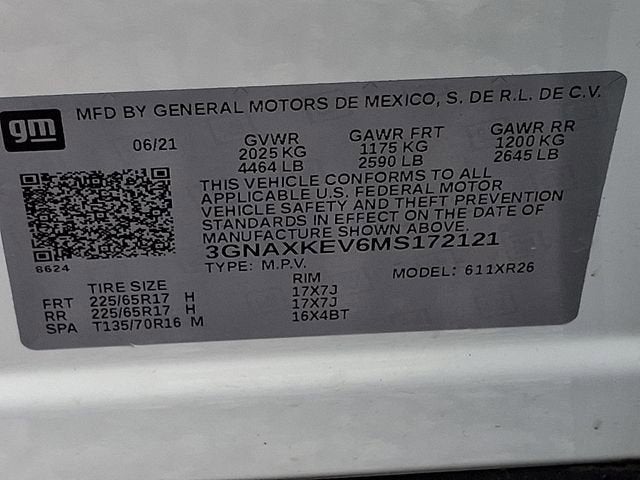 MFD BY GENERAL MOTORS DE MEXICO, S. DE R.L. DE C.V.
gm
06/21 GVWR GAWR FRT GAWR RR
2025 KG 1175 KG 1200 KG
4464 LB 2590 LB 2645 LB
THIS VEHICLE CONFORMS TO ALL
APPLICABLE U.S. FEDERAL MOTOR
VEHICLE SAFETY AND THEFT PREVENTION
STANDARDS IN EFFECT ON THE DATE OF
MANUFACTURE SHOWN ABOVE.
3GNAXKEV6MS172121
8624
TYPE: M.P.V. MODEL: 611XR26
TIRE SIZE RIM
FRT 225/65R17 H 17X7J
RR 225/65R17 H 17X7J
SPA T135/70R16 M 16X4BT